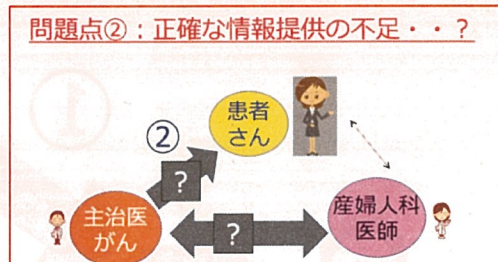 問題点②：正確な情報提供の不足・・？
患者
さん
②
?
主治医
がん
?
産婦人科
医師